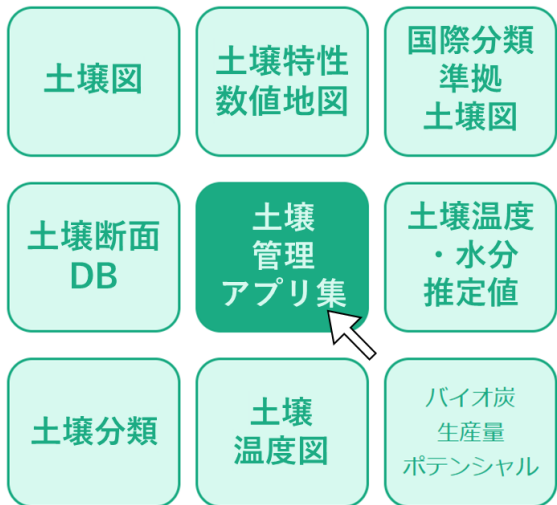 土壌図
土壌特性
数値地図
国際分類
準拠
土壌図
土壌断面
DB
土壌
管理
アプリ集
土壌温度
・水分
推定値
土壌分類
土壌
温度図
バイオ炭
生産量
ポテンシャル